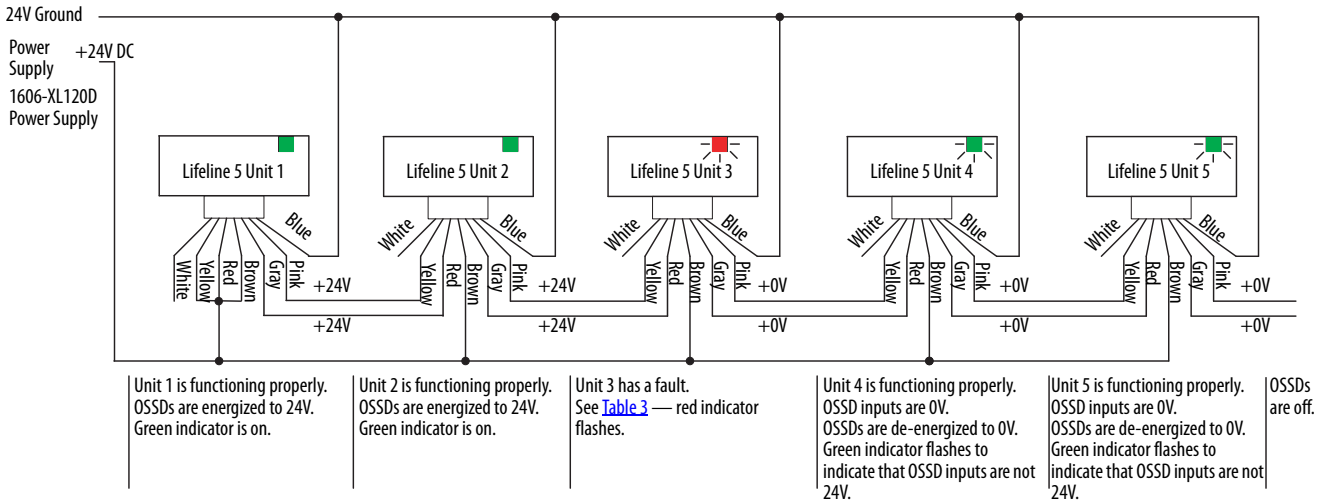 24V Ground
Power
Supply
+24V DC
1606-XL120D
Power Supply
Lifeline 5 Unit 1
Lifeline 5 Unit 2
Lifeline 5 Unit 3
Lifeline 5 Unit 4
Lifeline 5 Unit 5
White
Yellow
Red
Brown
Gray
Pink
Blue
+24V
+24V
White
Yellow
Red
Brown
Gray
Pink
Blue
+24V
+24V
White
Yellow
Red
Brown
Gray
Pink
Blue
+0V
+0V
White
Yellow
Red
Brown
Gray
Pink
Blue
+0V
+0V
White
Yellow
Red
Brown
Gray
Pink
Blue
+0V
+0V
Unit 1 is functioning properly.
OSSDs are energized to 24V.
Green indicator is on.
Unit 2 is functioning properly.
OSSDs are energized to 24V.
Green indicator is on.
Unit 3 has a fault.
See Table 3 — red indicator
flashes.
Unit 4 is functioning properly.
OSSD inputs are 0V.
OSSDs are de-energized to 0V.
Green indicator flashes to
indicate that OSSD inputs are not
24V.
Unit 5 is functioning properly.
OSSD inputs are 0V.
OSSDs are de-energized to 0V.
Green indicator flashes to
indicate that OSSD inputs are not
24V.
OSSDs
are off.